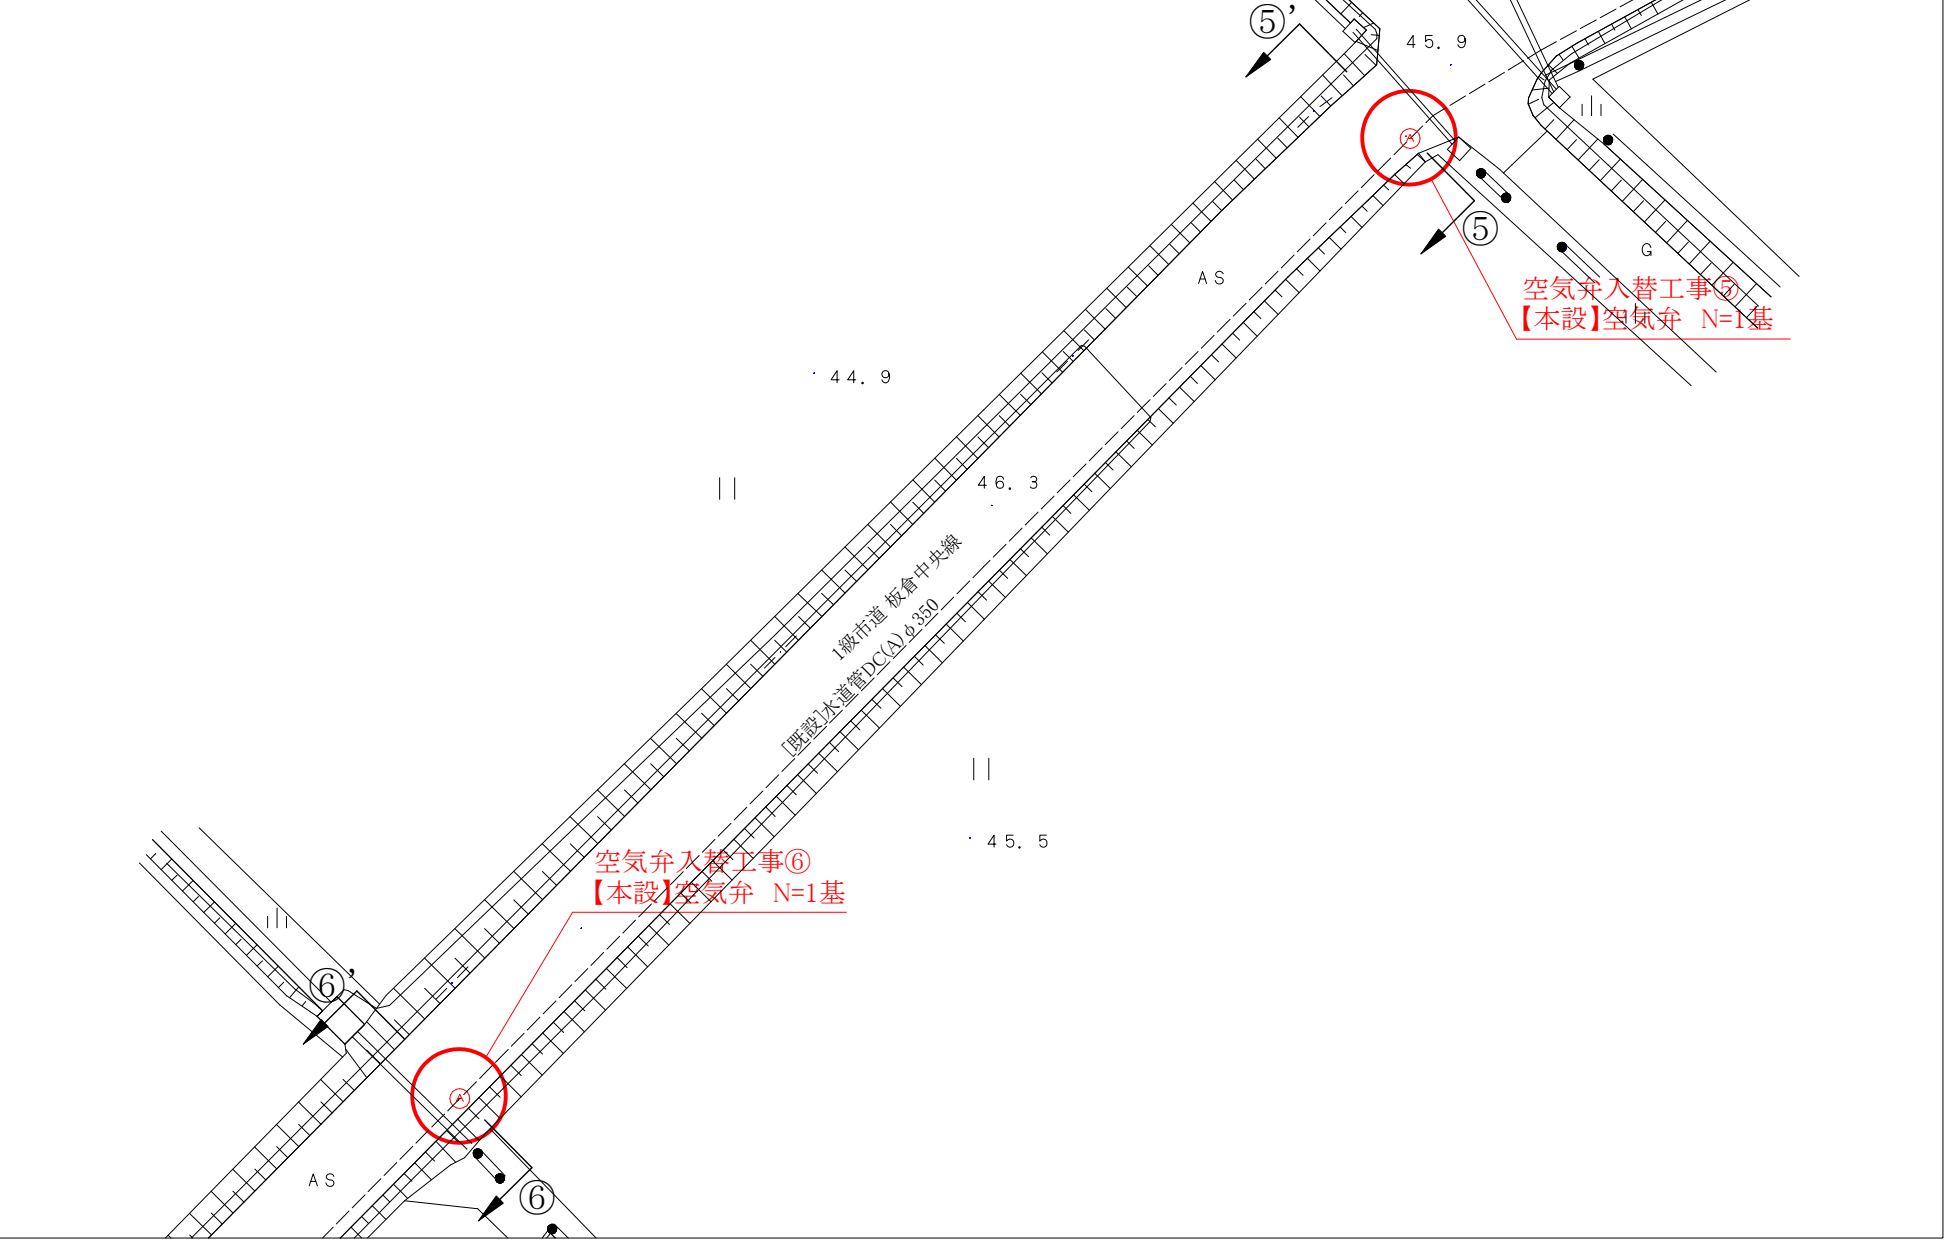 ⑤’
45. 9
⑤
G
AS
空気弁入替工事⑤
【本設】空気弁 N=1基
44. 9
46. 3
1級市道 板倉中央線
[既設]水道管DC(A)φ350
45. 5
空気弁入替工事⑥
【本設】空気弁 N=1基
⑥’
A
A
AS
⑥